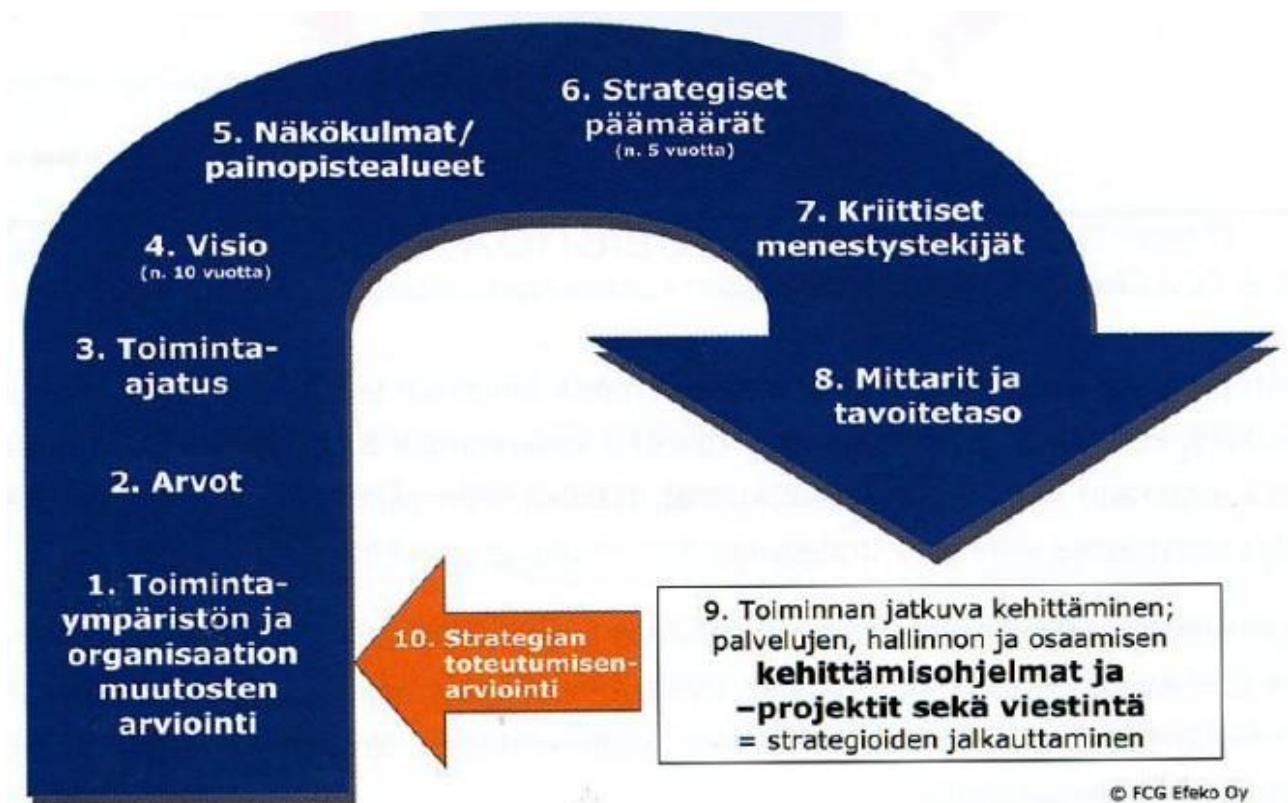 1. Toiminta-
ympäristön ja
organisaation
muutosten
arviointi
2. Arvot
3. Toiminta-
ajatus
4. Visio
(n. 10 vuotta)
5. Näkökulmat/
painopistealueet
6. Strategiset
päämäärät
(n. 5 vuotta)
7. Kriittiset
menestystekijät
8. Mittarit ja
tavoitetaso
9. Toiminnan jatkuva kehittäminen;
palvelujen, hallinnon ja osaamisen
kehittämisohjelmat ja
–projektit sekä viestintä
= strategioiden jalkauttaminen
10. Strategian
toteutumisen-
arviointi
© FCG Efeko Oy